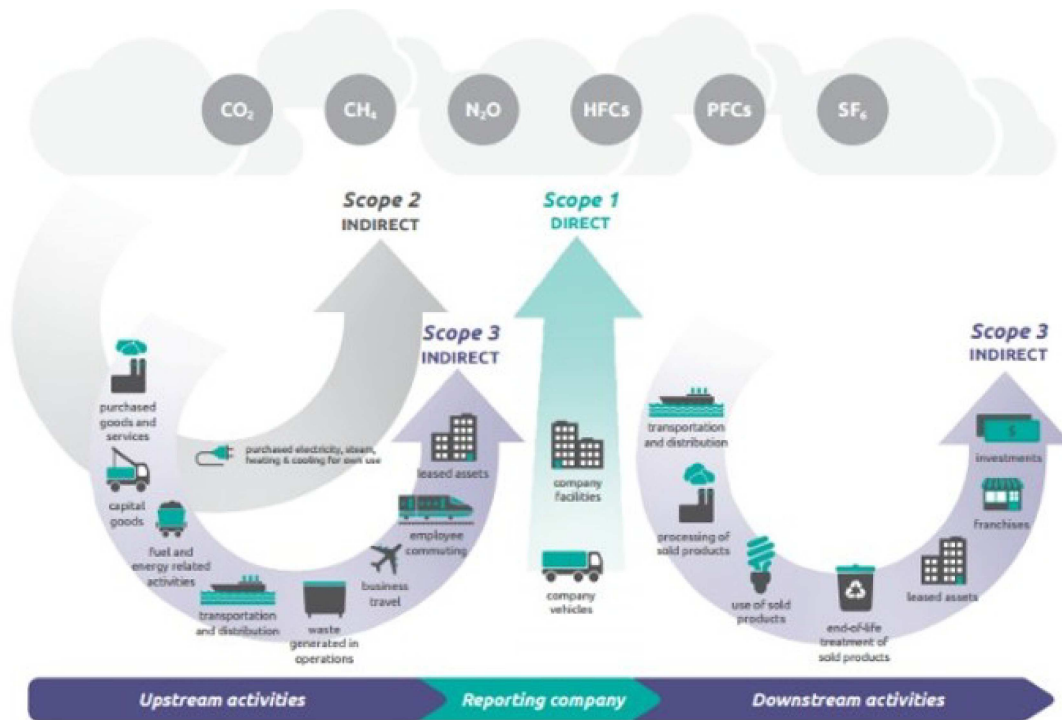 CO₂ CH₄ N₂O HFCs PFCs SF₆
Scope 2
INDIRECT
Scope 1
DIRECT
Scope 3
INDIRECT
Scope 3
INDIRECT
purchased
goods and
services
capital
goods
fuel and
energy related
activities
transportation
and distribution
waste
generated in
operations
business
travel
employee
commuting
leased assets
purchased electricity, steam,
heating & cooling for own use
company
facilities
company
vehicles
transportation
and distribution
processing of
sold products
use of sold
products
end-of-life
treatment of
sold products
leased assets
franchises
investments
$
Upstream activities
Reporting company
Downstream activities